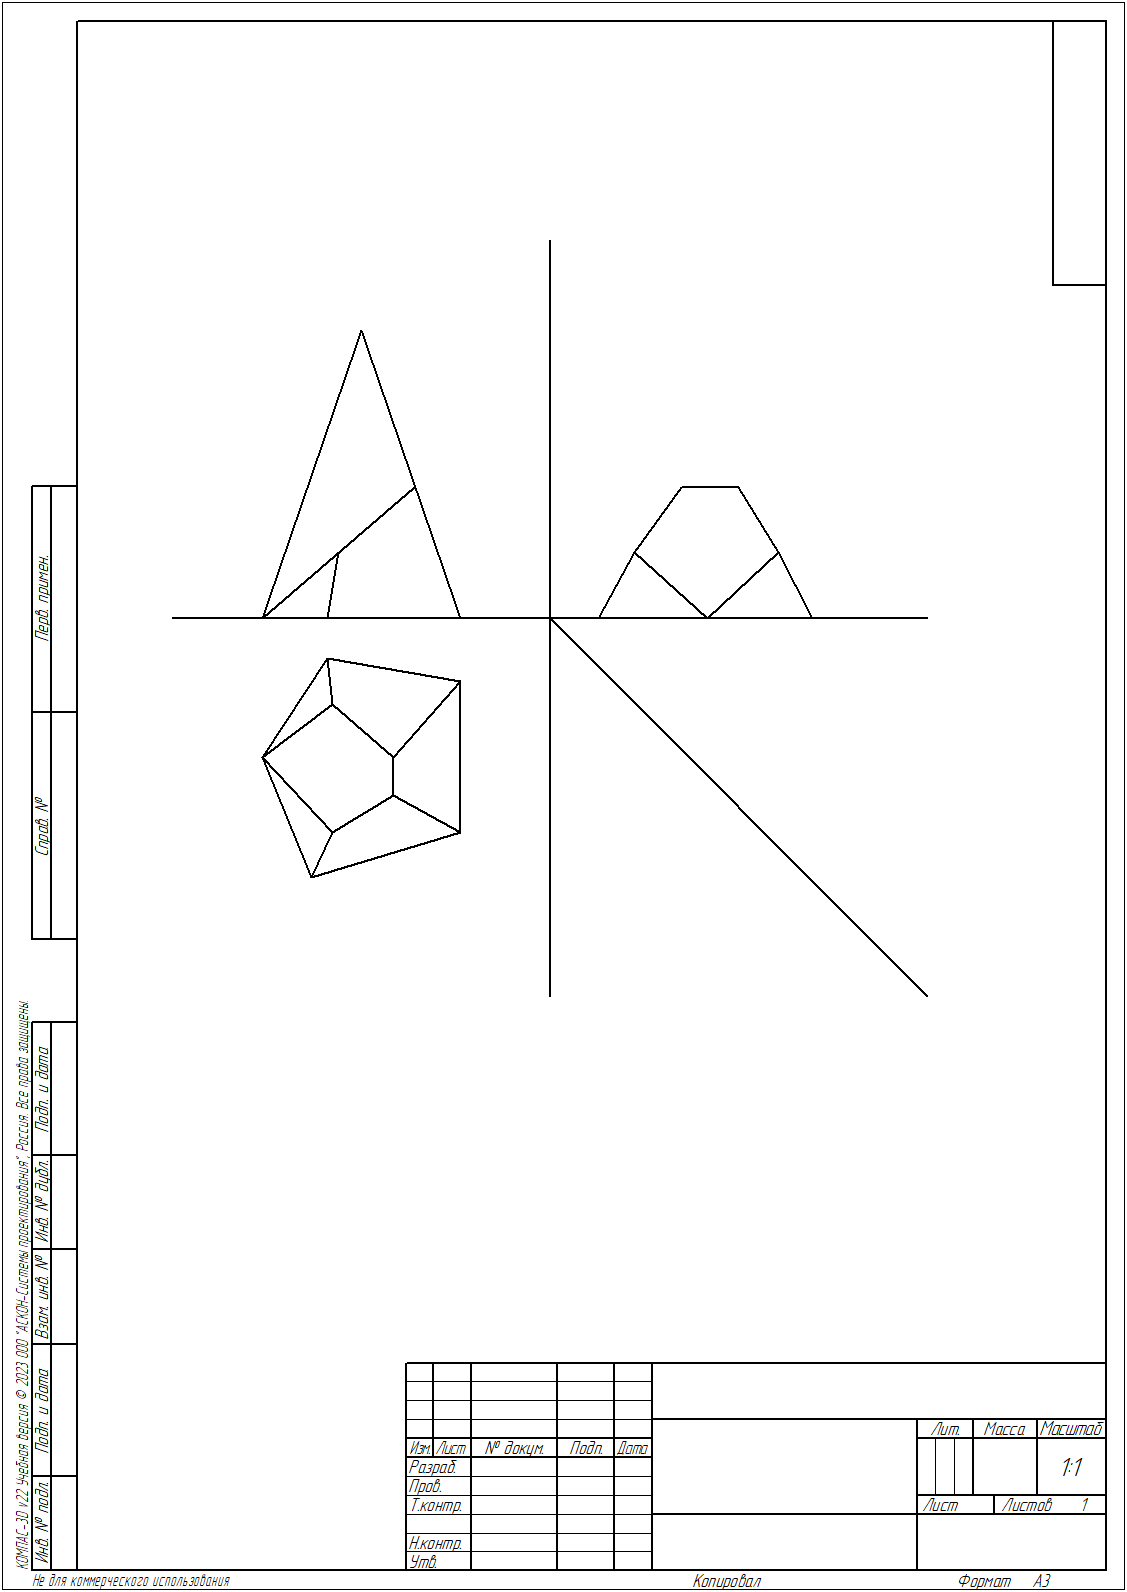 Перв. примен.
Справ. №
Подп. и дата
Инв. № дубл.
Взам. инв. №
Подп. и дата
Инв. № подл.
КОМПАС-3D v22 Учебная версия © 2023 ООО "АСКОН-Системы проектирования", Россия. Все права защищены.
Лит. Масса Масштаб
Изм. Лист № докум. Подп. Дата
Разраб.
1:1
Пров.
Т.контр. Лист Листов 1
Н.контр.
Утв.
Не для коммерческого использования Копировал Формат А3